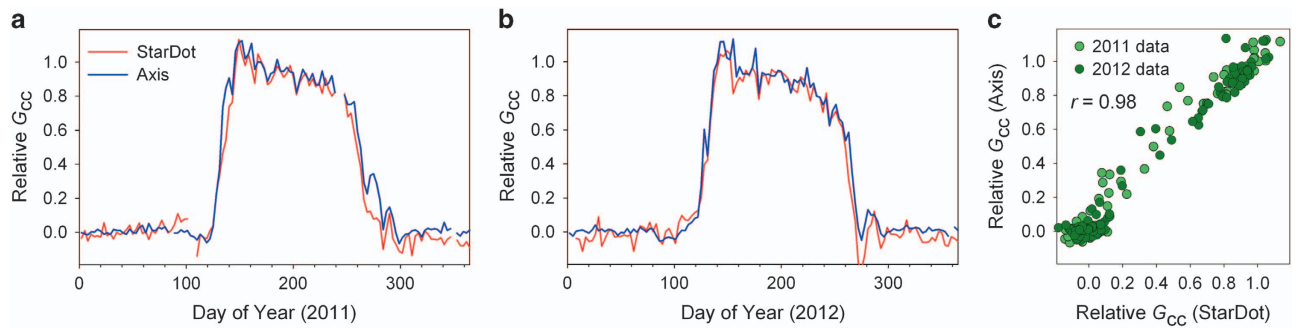 a
StarDot
Axis
Relative GCC
1.0
0.8
0.6
0.4
0.2
0.0
100
200
300
Day of Year (2011)
b
Relative GCC
1.0
0.8
0.6
0.4
0.2
0.0
0
100
200
300
Day of Year (2012)
c
2011 data
2012 data
r = 0.98
Relative GCC (Axis)
1.0
0.8
0.6
0.4
0.2
0.0
0.0 0.2 0.4 0.6 0.8 1.0
Relative GCC (StarDot)